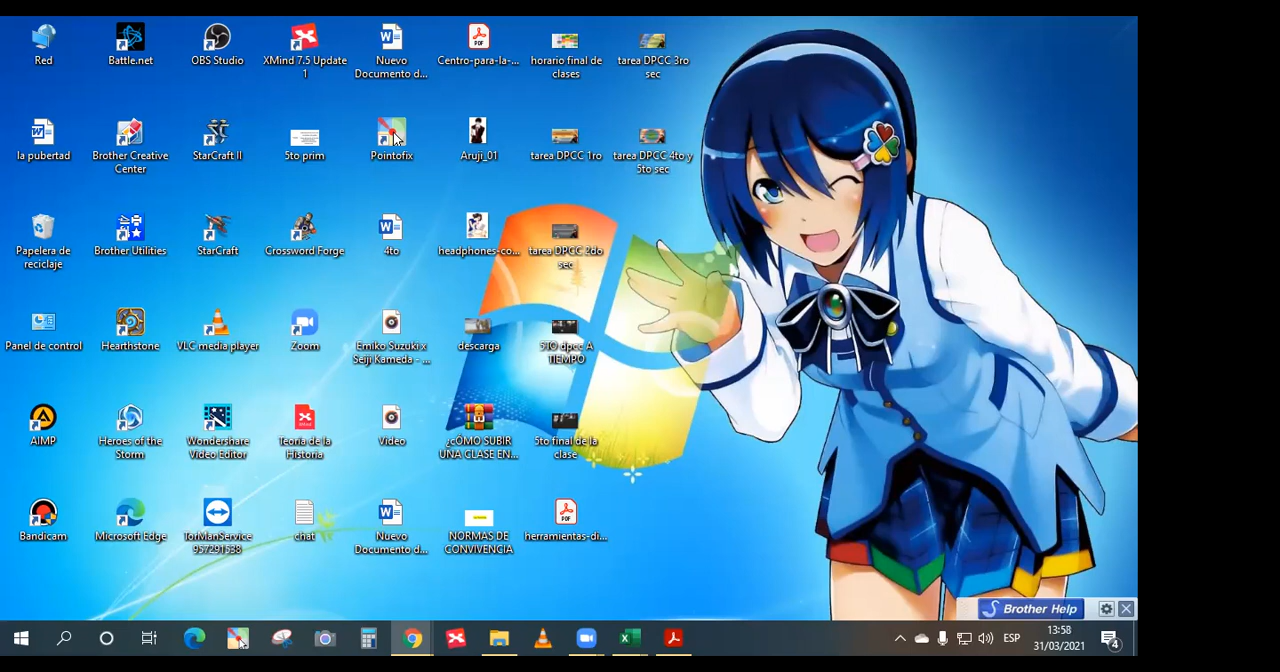 Red
Battle.net
OBS Studio
XMind 7.5 Update
1
Nuevo
Documento d...
Centro-para-la-...
horario final de
clases
tarea DPCC 3ro
sec
la pubertad
Brother Creative
Center
StarCraft II
5to prim
Pointofix
Aruji_01
tarea DPCC 1ro
tarea DPCC 4to y
5to sec
Papelera de
reciclaje
Brother Utilities
StarCraft
Crossword Forge
4to
headphones-co...
tarea DPCC 2do
sec
Panel de control
Hearthstone
VLC media player
Zoom
Emiko Suzuki x
Seiji Kameda - ...
descarga
5TO dpcc A
TIEMPO
AIMP
Heroes of the
Storm
Wondershare
Video Editor
Teoria de la
Historia
Video
¿cÓMO SUBIR
UNA CLASE EN...
5to final de la
clase
Bandicam
Microsoft Edge
TorManService
957291538
chat
Nuevo
Documento d...
NORMAS DE
CONVIVENCIA
herramientas-di...
Brother Help
ESP
13:58
31/03/2021
4